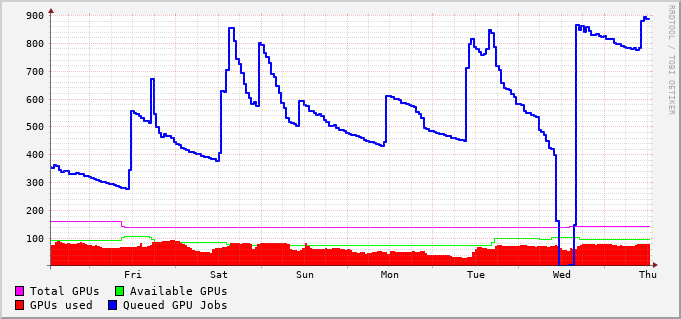 900
800
700
600
500
400
300
200
100
Fri Sat Sun Mon Tue Wed Thu
Total GPUs Available GPUs
GPUs used Queued GPU Jobs
RRDTOOL / TOBI OETIKER